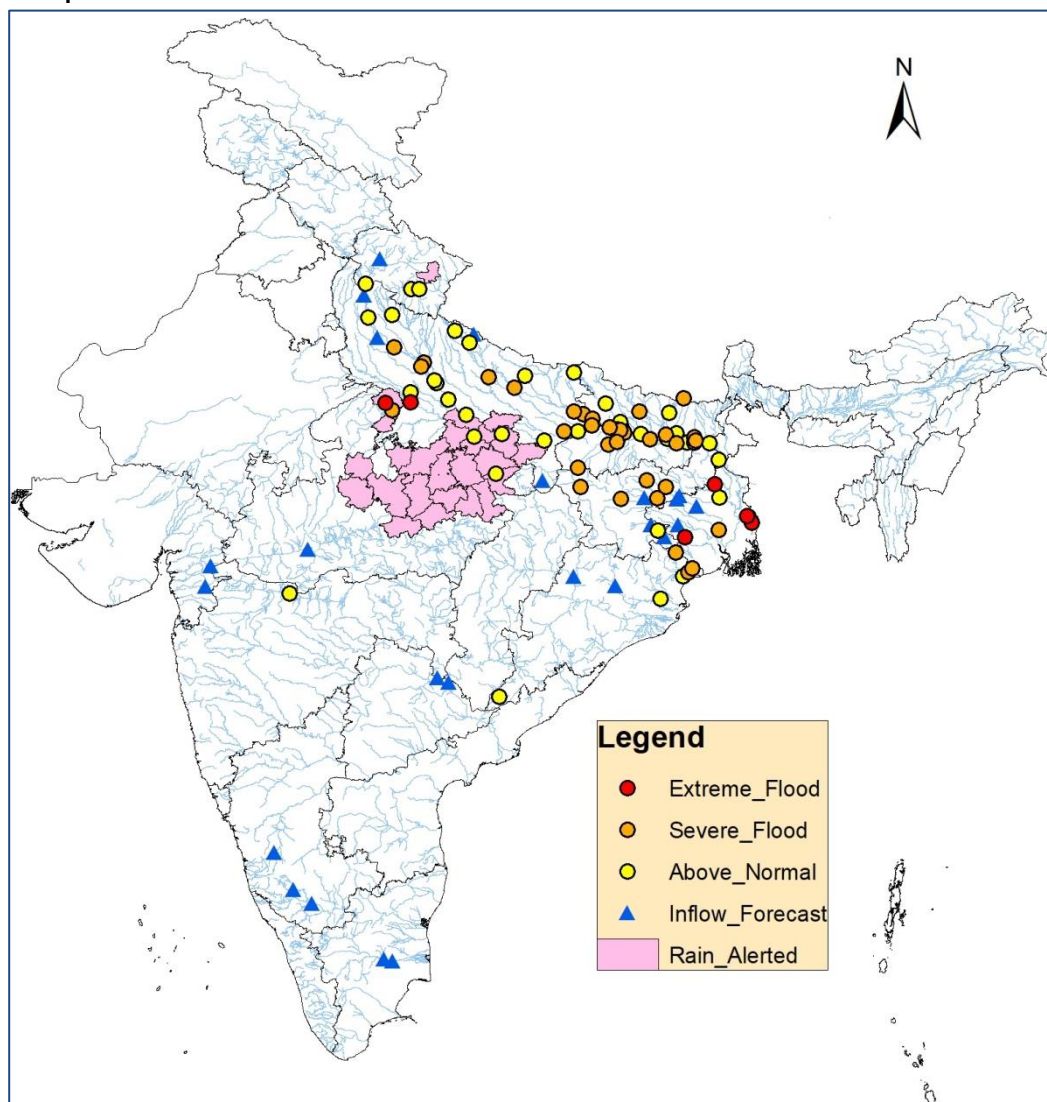 N
Legend
Extreme_Flood
Severe_Flood
Above_Normal
Inflow_Forecast
Rain_Alerted